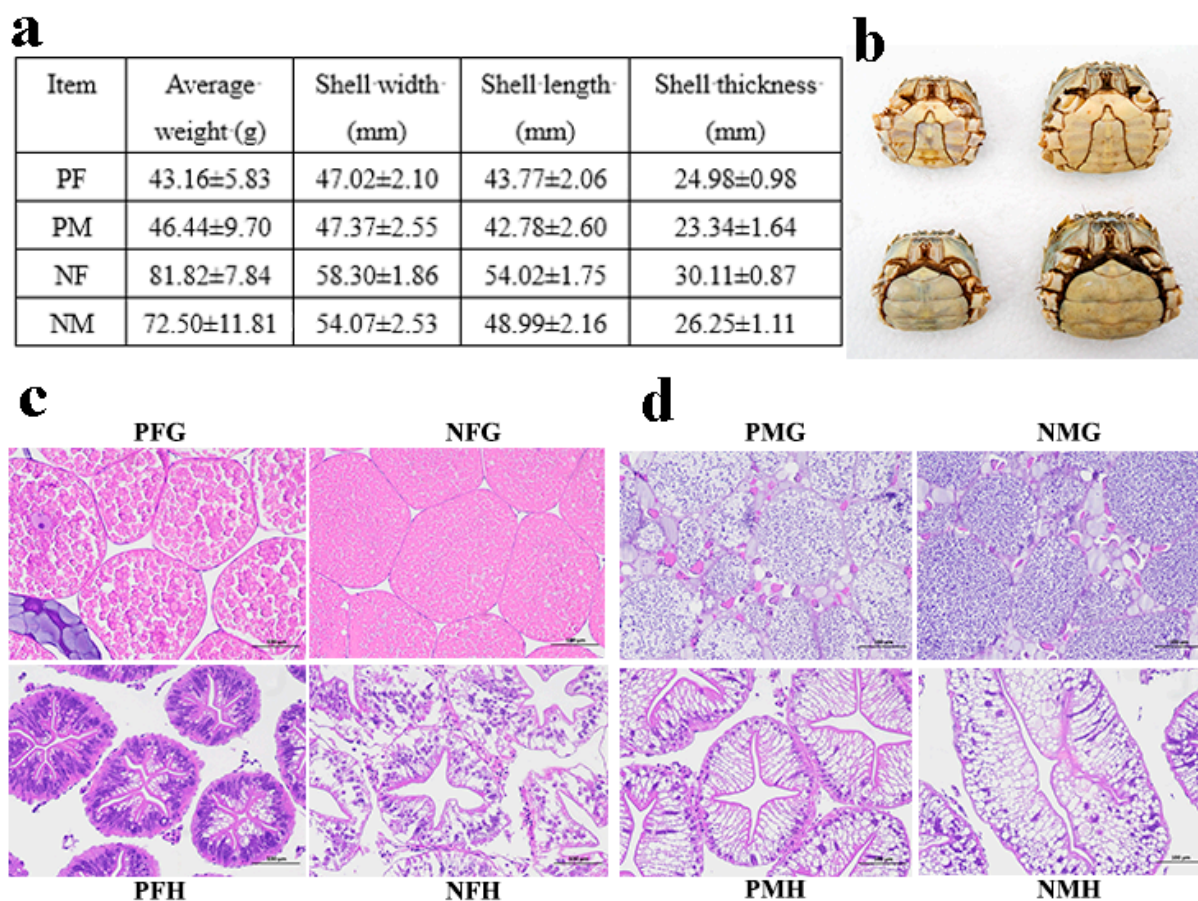 a
b
Item Average weight (g) Shell width (mm) Shell length (mm) Shell thickness (mm)
PF 43.16±5.83 47.02±2.10 43.77±2.06 24.98±0.98
PM 46.44±9.70 47.37±2.55 42.78±2.60 23.34±1.64
NF 81.82±7.84 58.30±1.86 54.02±1.75 30.11±0.87
NM 72.50±11.81 54.07±2.53 48.99±2.16 26.25±1.11
c
d
PFG NFG PMG NMG
PFH NFH PMH NMH